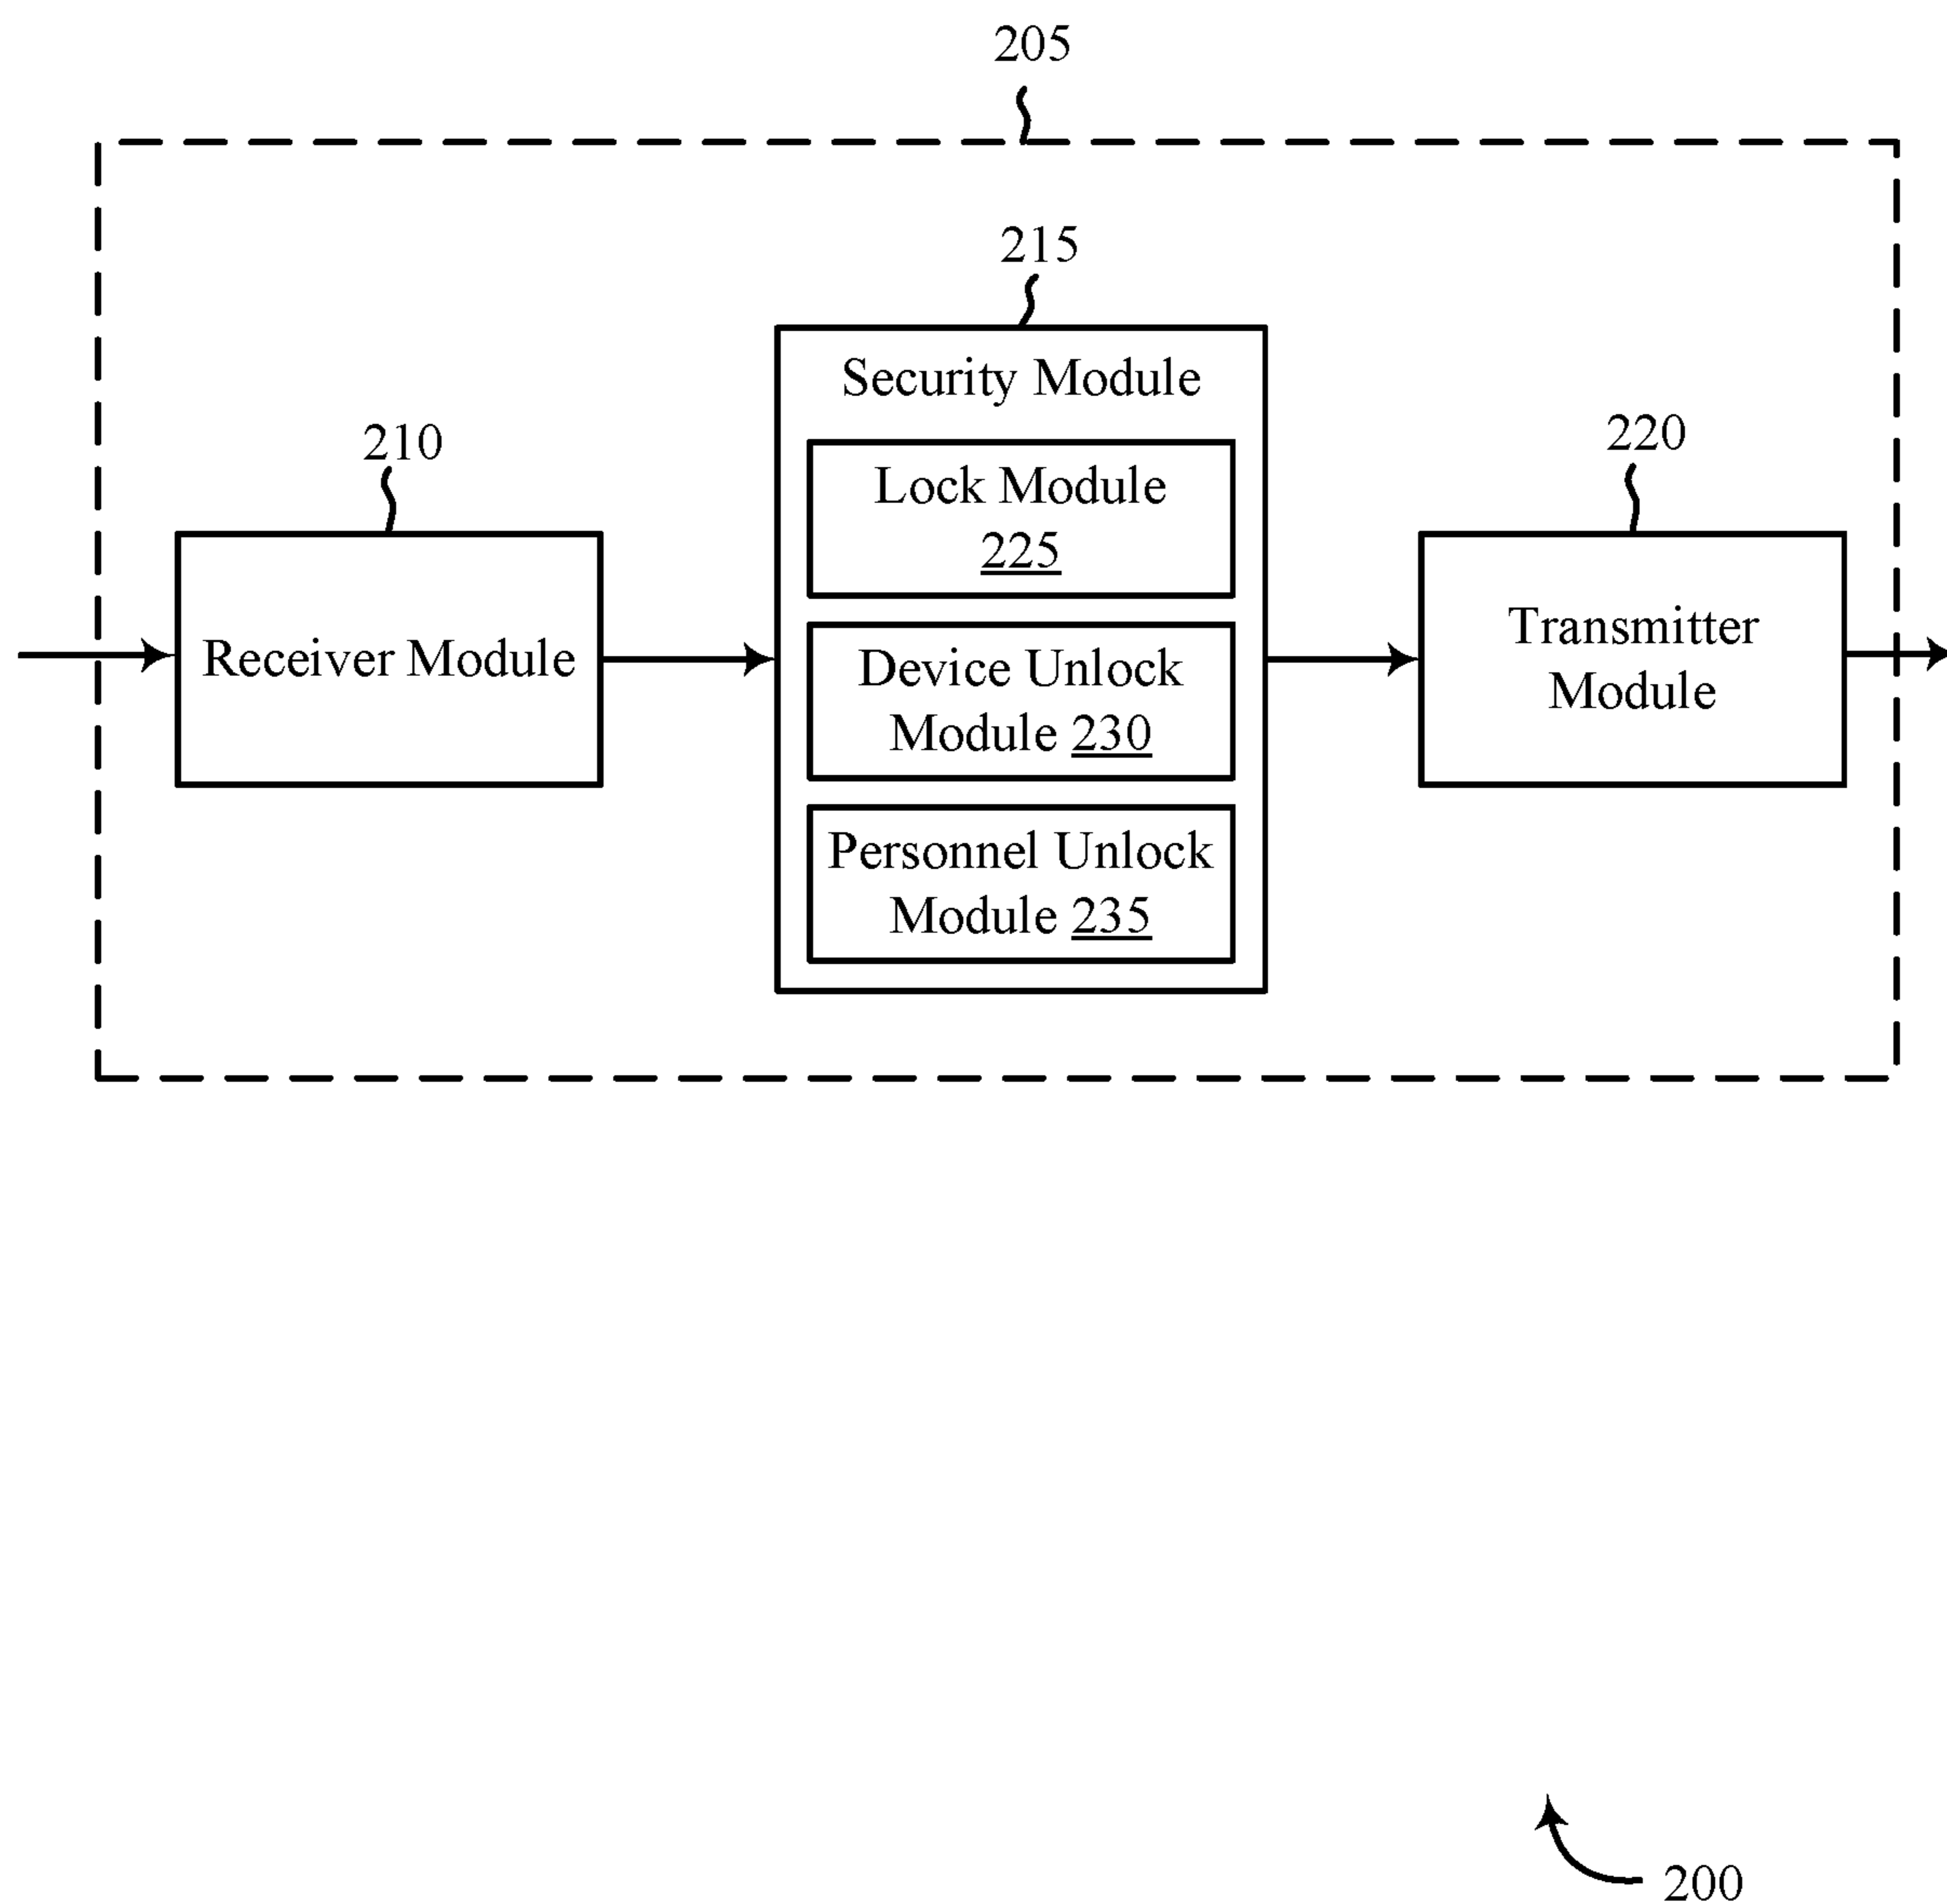 205
215
Security Module
210
220
Lock Module
225
Receiver Module
Device Unlock
Module 230
Transmitter
Module
Personnel Unlock
Module 235
200